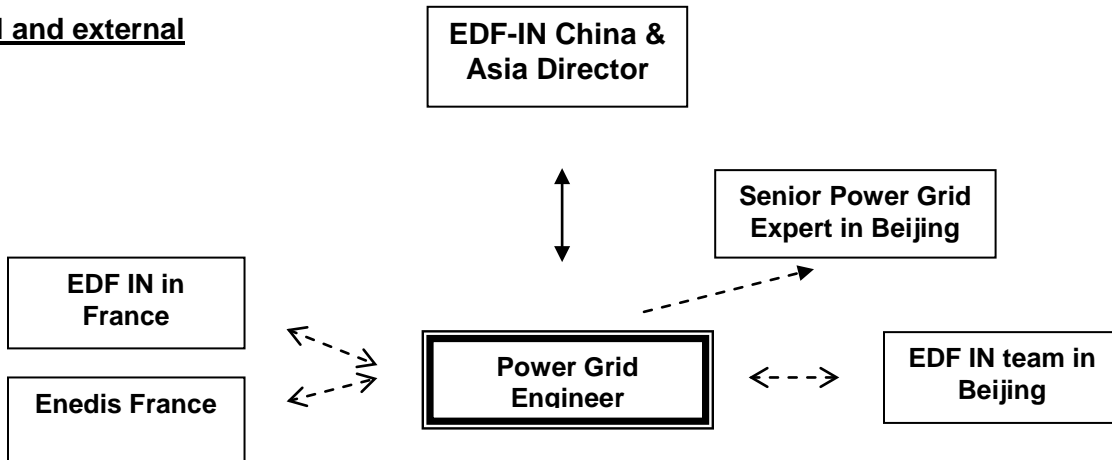 and external
EDF-IN China &
Asia Director
Senior Power Grid
Expert in Beijing
EDF IN in
France
Power Grid
Engineer
EDF IN team in
Beijing
Enedis France